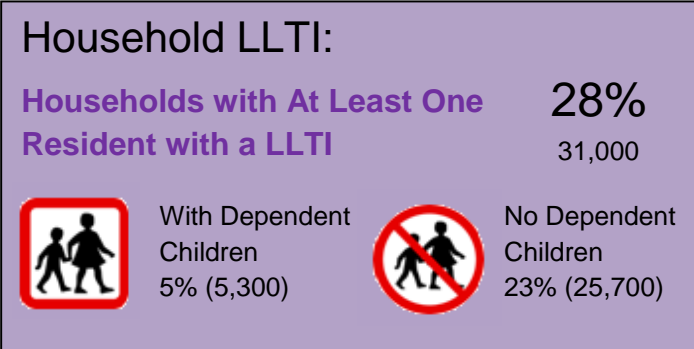 Household LLTI:
Households with At Least One
Resident with a LLTI
28%
31,000
With Dependent
Children
5% (5,300)
No Dependent
Children
23% (25,700)